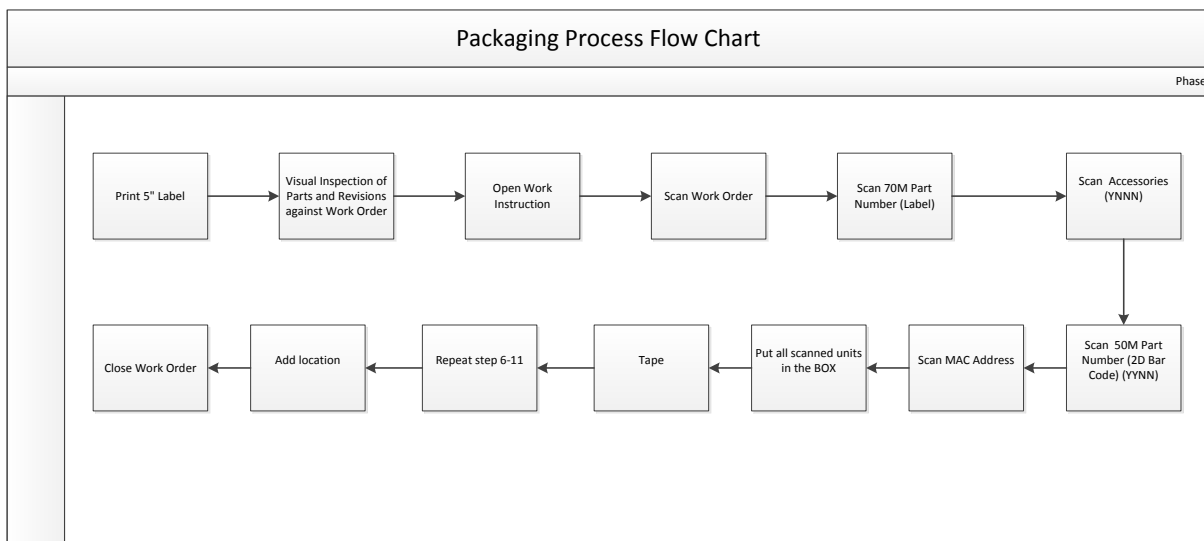 Packaging Process Flow Chart
Phase
Print 5" Label
Visual Inspection of
Parts and Revisions
against Work Order
Open Work
Instruction
Scan Work Order
Scan 70M Part
Number (Label)
Scan Accessories
(YNNN)
Scan 50M Part
Number (2D Bar
Code) (YYNN)
Scan MAC Address
Put all scanned units
in the BOX
Tape
Repeat step 6-11
Add location
Close Work Order